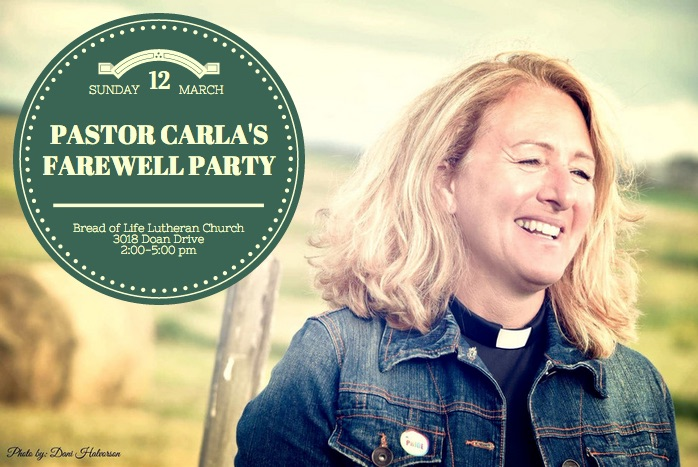 SUNDAY 12 MARCH
PASTOR CARLA'S
FAREWELL PARTY
Bread of Life Lutheran Church
3018 Doan Drive
2:00-5:00 pm
Photo by: Dani Halvorson